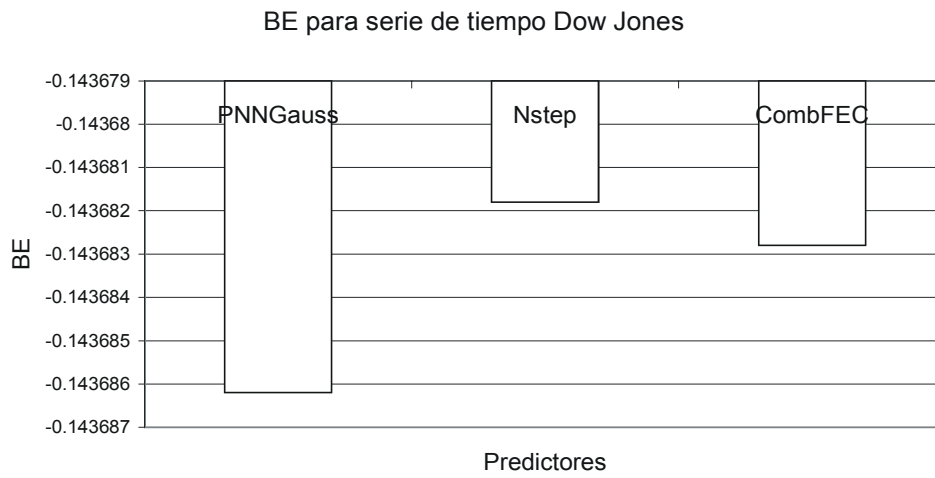 BE para serie de tiempo Dow Jones
-0.143679
-0.14368
-0.143681
-0.143682
-0.143683
-0.143684
-0.143685
-0.143686
-0.143687
BE
PNNGauss
Nstep
CombFEC
Predictores